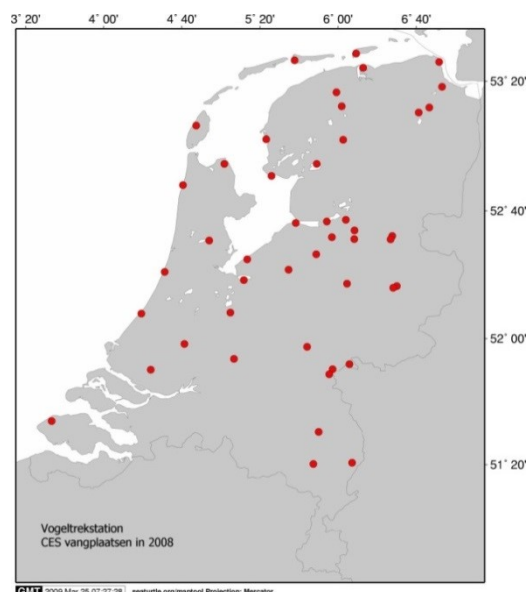 3˚ 20' 4˚ 00' 4˚ 40' 5˚ 20' 6˚ 00' 6˚ 40'
53˚ 20'
52˚ 40'
52˚ 00'
51˚ 20'
Vogeltrekstation
CES vangplaatsen in 2008
GMT 2009 Mar 25 07:27:28 seaturtle.org/maptool Projection: Mercator